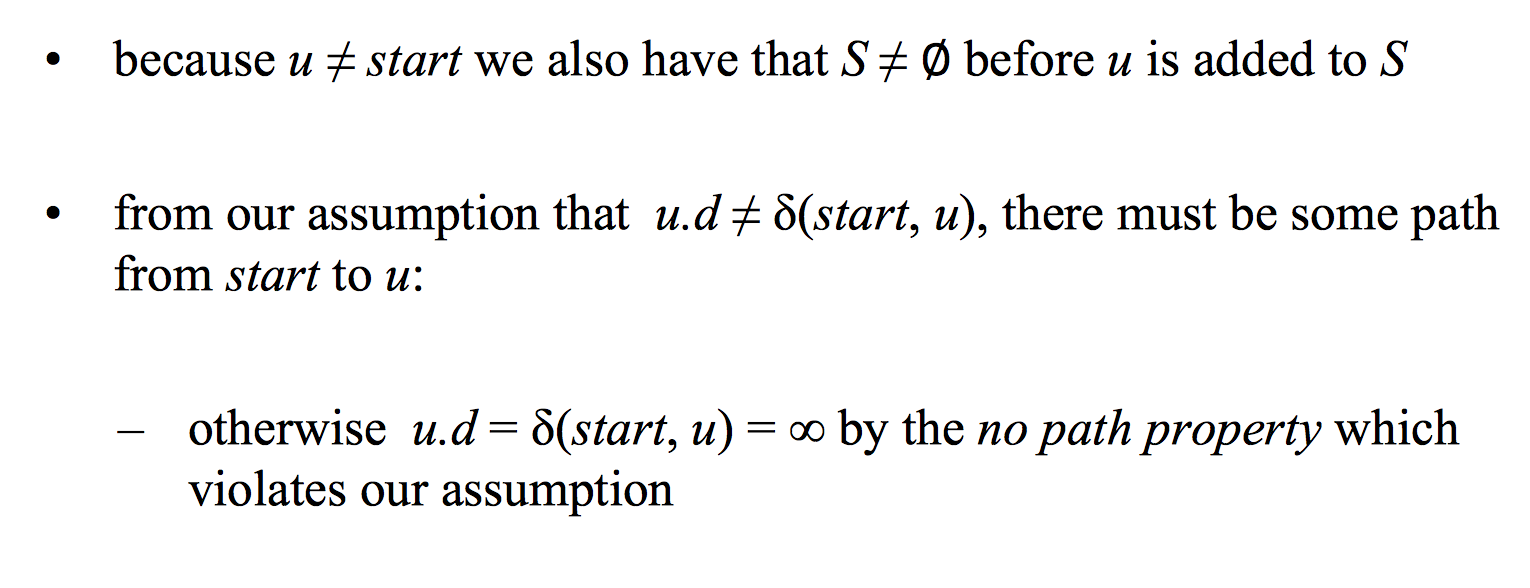 • because u ≠ start we also have that S ≠ Ø before u is added to S
• from our assumption that u.d ≠ δ(start, u), there must be some path
from start to u:
– otherwise u.d = δ(start, u) = ∞ by the no path property which
violates our assumption